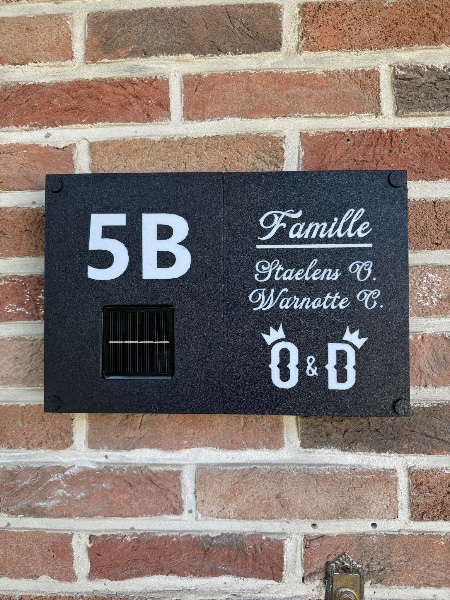 5B
Famille
Staelens O.
Warnotte C.
O & D